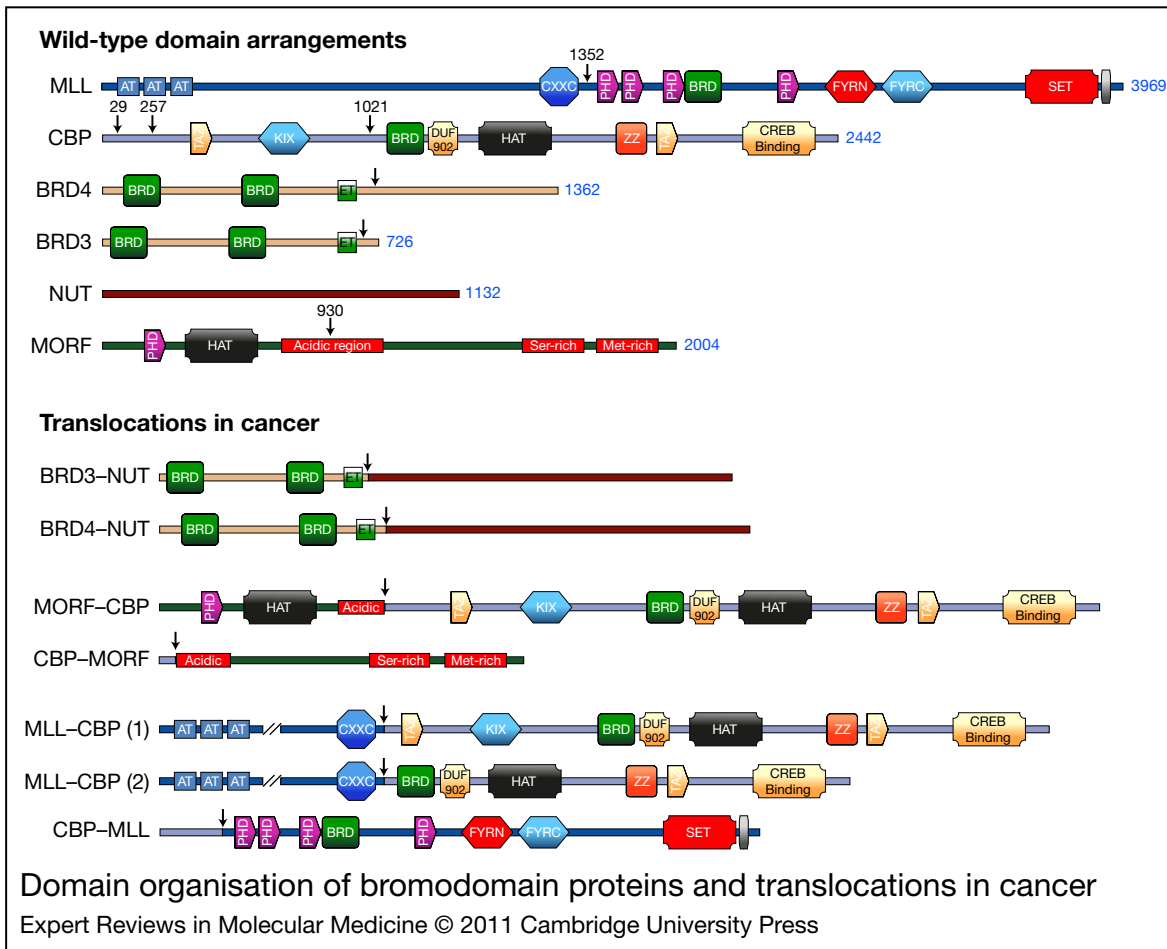 Wild-type domain arrangements
1352
MLL AT AT AT CXXC PHD PHD PHD BRD PHD FYRN FYRC SET 3969
29 257 1021
CBP TAZ KIX BRD DUF 902 HAT ZZ TAZ CREB Binding 2442
BRD4 BRD BRD ET 1362
BRD3 BRD BRD ET 726
NUT 1132
930
MORF PHD HAT Acidic region Ser-rich Met-rich 2004
Translocations in cancer
BRD3–NUT BRD BRD ET
BRD4–NUT BRD BRD ET
MORF–CBP PHD HAT Acidic TAZ KIX BRD DUF 902 HAT ZZ TAZ CREB Binding
CBP–MORF Acidic Ser-rich Met-rich
MLL–CBP (1) AT AT AT CXXC TAZ KIX BRD DUF 902 HAT ZZ TAZ CREB Binding
MLL–CBP (2) AT AT AT CXXC BRD DUF 902 HAT ZZ TAZ CREB Binding
CBP–MLL PHD PHD PHD BRD PHD FYRN FYRC SET
Domain organisation of bromodomain proteins and translocations in cancer
Expert Reviews in Molecular Medicine © 2011 Cambridge University Press